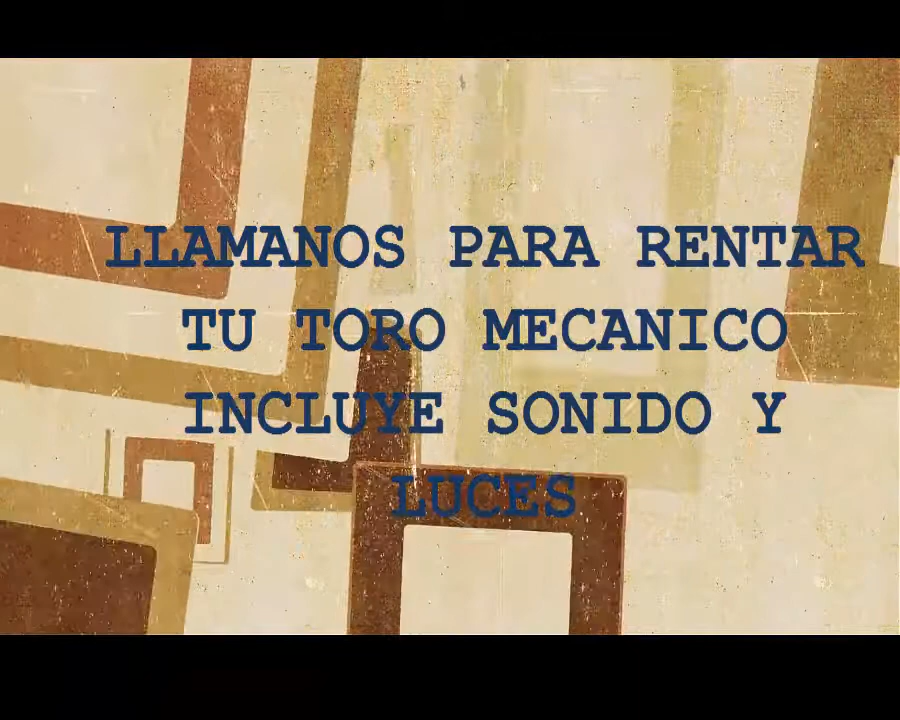 LLAMANOS PARA RENTAR
TU TORO MECANICO
INCLUYE SONIDO Y
LUCES